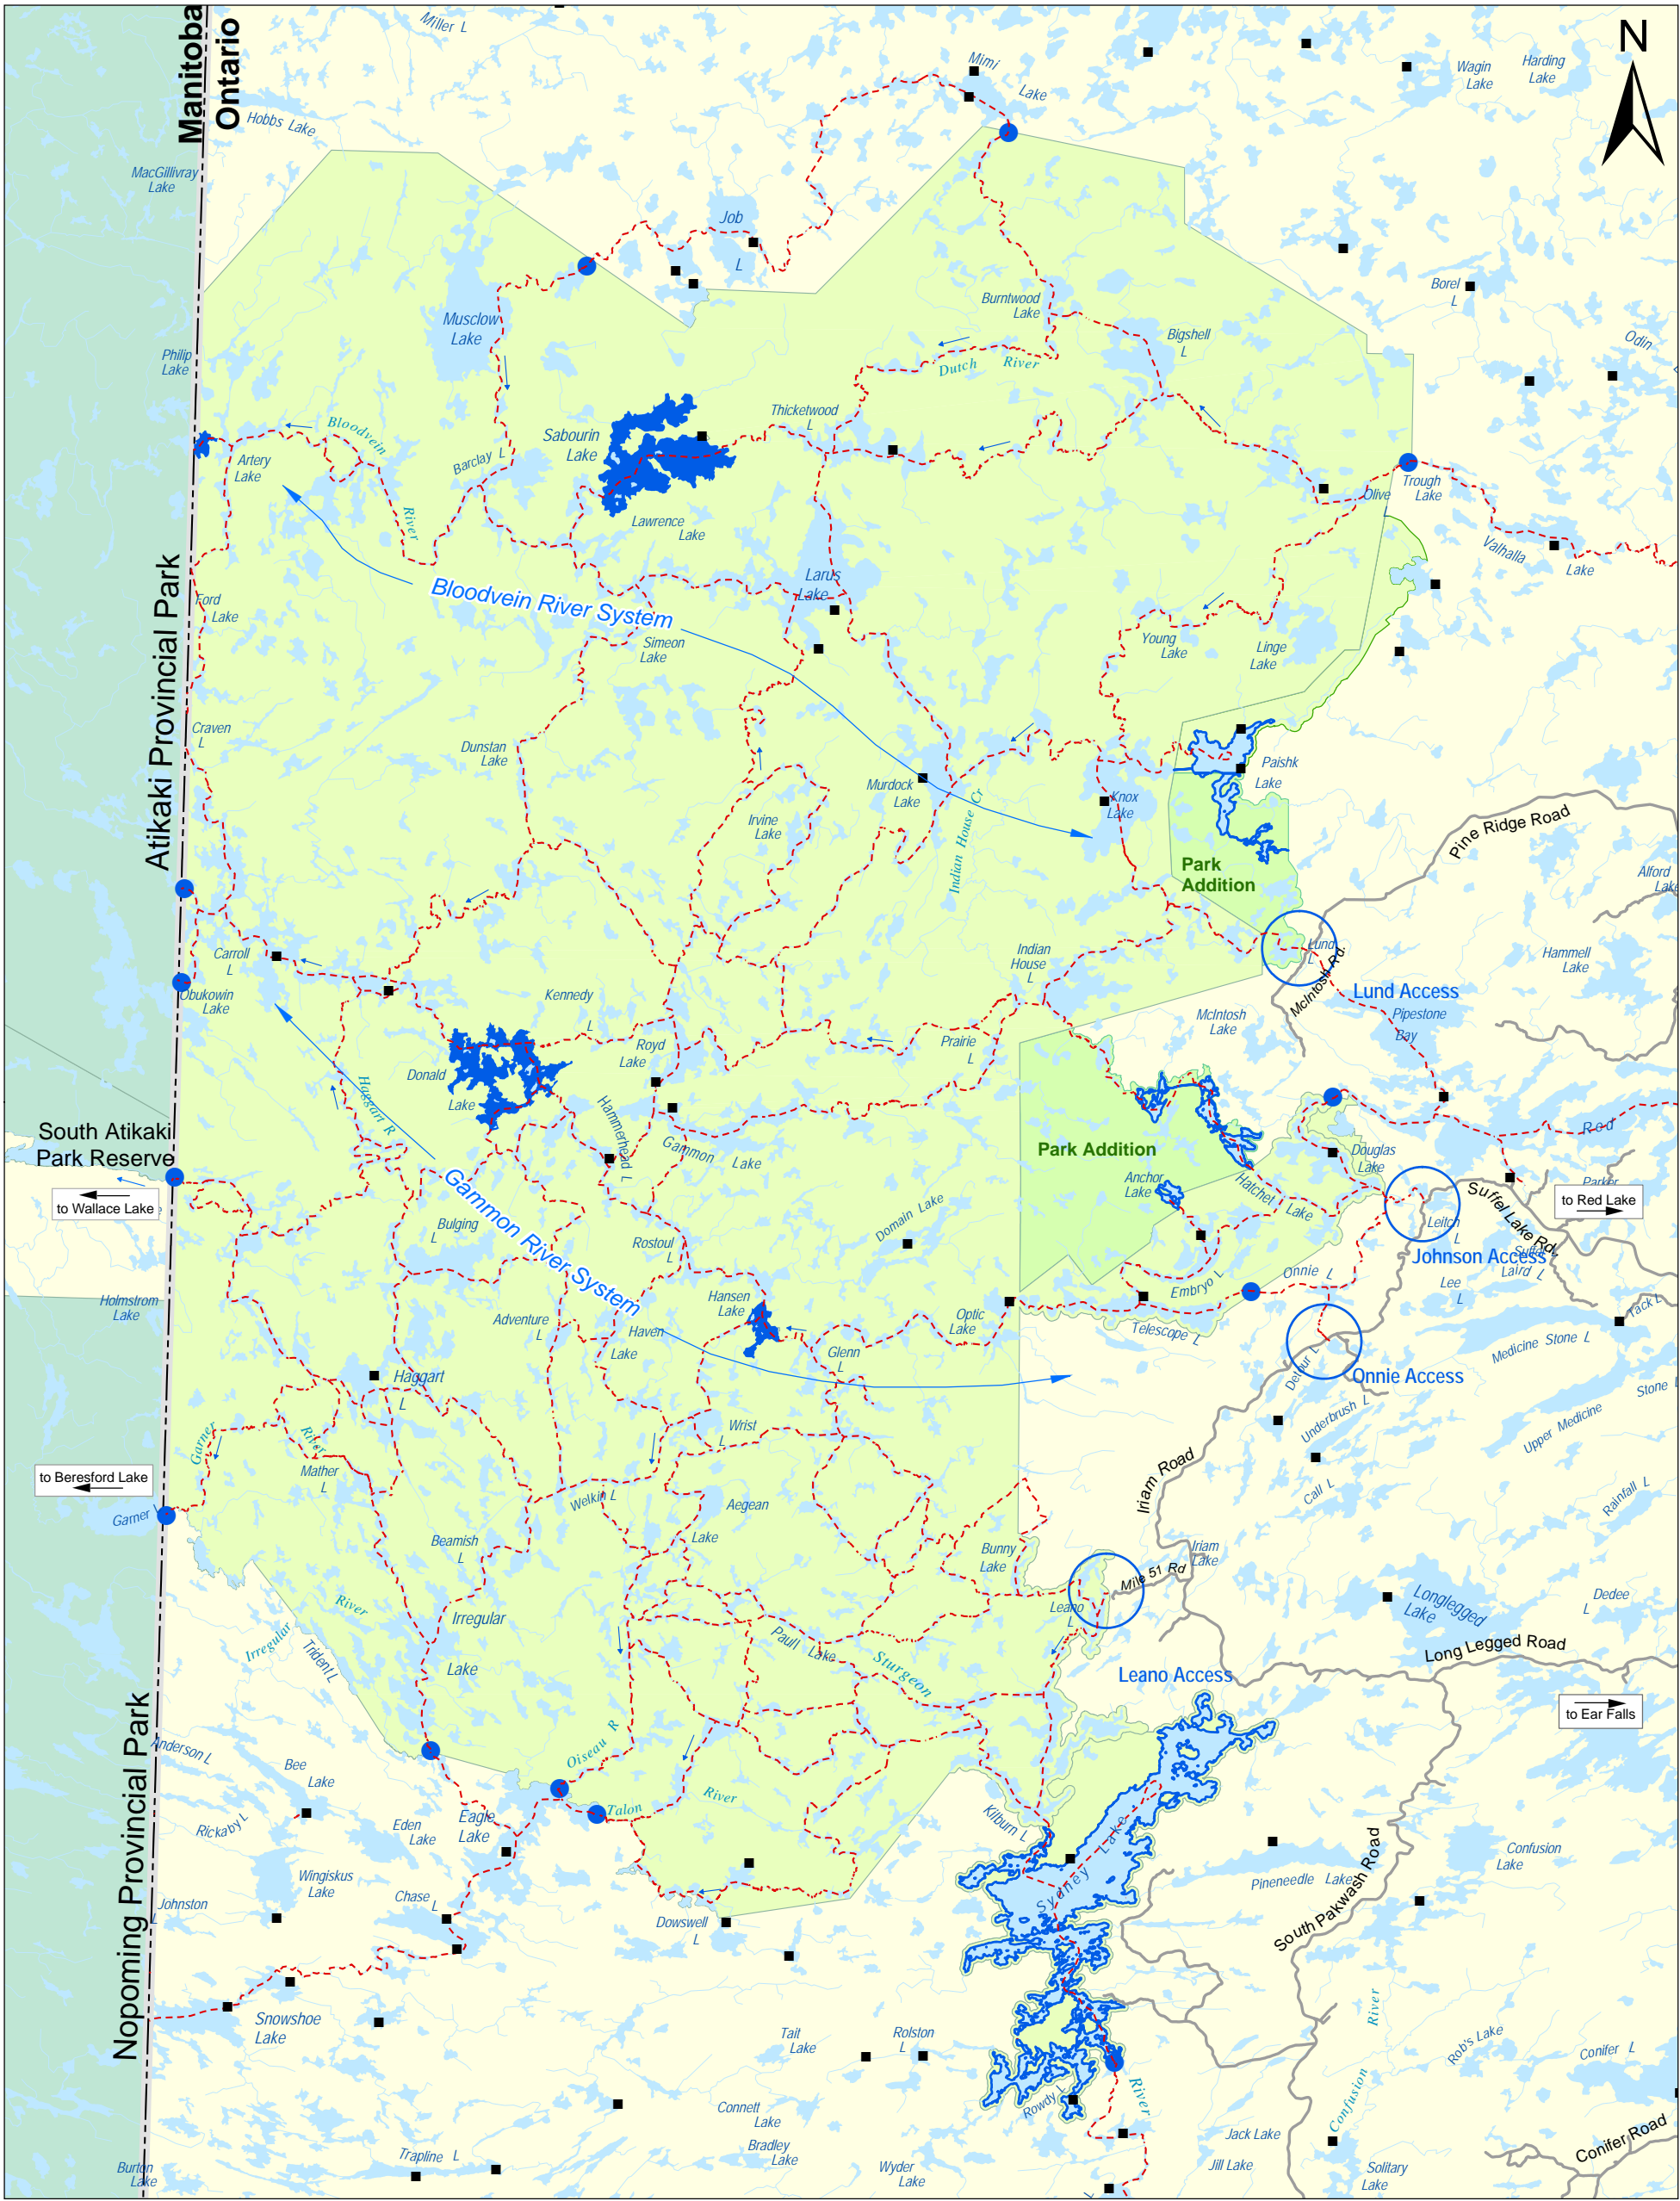 Manitoba
Ontario
N
Miller L
Mimi
Lake
Wagin
Lake
Harding
Lake
Hobbs Lake
MacGillivray
Lake
Job
L
Burntwood
Lake
Borel
L
Odin
Musclow
Lake
Bigshell
L
Philip
Lake
Dutch River
Thicketwood
L
Bloodvein
River
Sabourin
Lake
Barclay L
Artery
Lake
Trough
Lake
Olive
L
Lawrence
Lake
Valhalla
Lake
Larus
Lake
Bloodvein River System
Ford
Lake
Atikaki Provincial Park
Simeon
Lake
Young
Lake
Linge
Lake
Craven
L
Dunstan
Lake
Murdock
Lake
Paishk
Lake
Knox
Lake
Irvine
Lake
Indian House Cr
Pine Ridge Road
Park
Addition
Alford
Lake
Carroll
L
Indian
House
L
Lund
L
McIntosh Rd.
Hammell
Lake
Obukowin
Lake
Kennedy
L
Lund Access
McIntosh
Lake
Pipestone
Bay
Royd
Lake
Prairie
L
Donald
Lake
Haggart R
Hammerhead L
South Atikaki
Park Reserve
Gammon Lake
Park Addition
Red
Douglas
Lake
Anchor
Lake
Hatchet
Lake
Parker
to Wallace Lake
to Red Lake
Suffel Lake Rd.
Gammon River System
Bulging
L
Domain Lake
Rostoul
L
Leitch
L
Johnson Access
Suffel
Laird L
Onnie L
Embryo L
Lee
L
Holmstrom
Lake
Hansen
Lake
Optic
Lake
Adventure
L
Haven
Lake
Glenn
L
Telescope L
Tack L
Medicine Stone L
Detour L
Onnie Access
Haggart
L
Stone L
Upper Medicine
Underbrush L
Wrist
L
Garner
River
Mather
L
to Beresford Lake
Garner L
Iriam Road
Call L
Rainfall L
Welkin L
Aegean
Lake
Beamish
L
Bunny
Lake
Iriam
Lake
Mile 51 Rd
Leano
L
Longlegged
Lake
Dedee
L
Long Legged Road
Irregular
River
Trident L
Irregular
Lake
Paull Lake
Sturgeon
Leano Access
to Ear Falls
Nopoming Provincial Park
Anderson L
Oiseau R
Bee
Lake
Talon
River
Rickaby L
Eden
Lake
Eagle
Lake
Kilburn L
Sydney Lake
South Pakwash Road
Confusion
Lake
Pineneedle Lake
Wingiskus
Lake
Chase
L
Johnston
L
Dowswell
L
Snowshoe
Lake
Confusion River
Tait
Lake
Rolston
L
Rob's Lake
Conifer L
River
Rowdy L
Connett
Lake
Jack Lake
Conifer Road
Trapline L
Bradley
Lake
Jill Lake
Burton
Lake
Wyder
Lake
Solitary
Lake
L